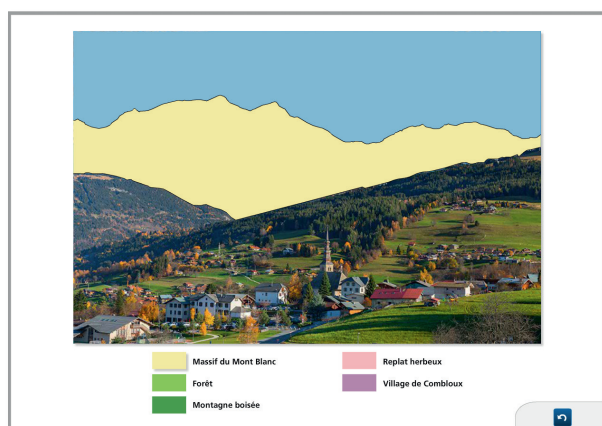 Massif du Mont Blanc
Forêt
Montagne boisée
Replat herbeux
Village de Combloux